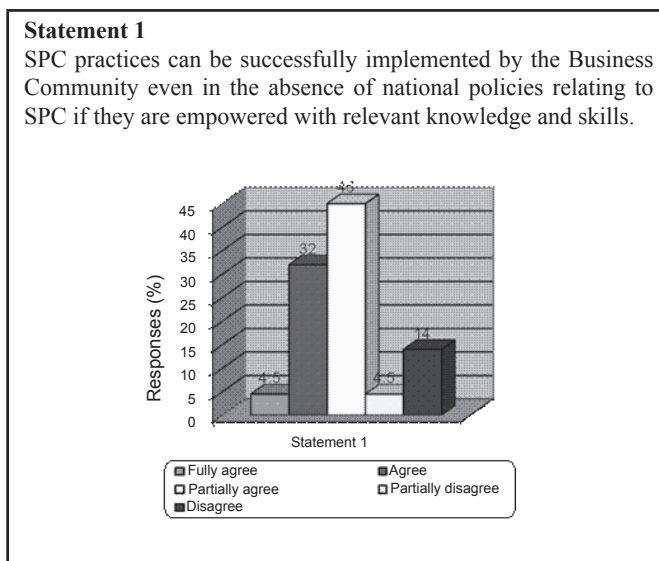 Statement 1
SPC practices can be successfully implemented by the Business
Community even in the absence of national policies relating to
SPC if they are empowered with relevant knowledge and skills.
45
40
35
30
25
20
15
10
5
0
Responses (%)
4.5
32
4.5
14
Statement 1
Fully agree
Agree
Partially agree
Partially disagree
Disagree